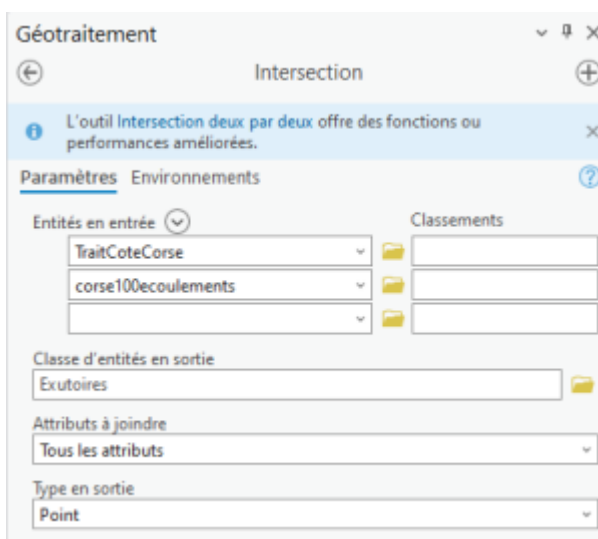 Géotraitement
Intersection
L'outil Intersection deux par deux offre des fonctions ou
performances améliorées.
Paramètres Environnements
Entités en entrée Classements
TraitCoteCorse
corse100ecoulements
Classe d'entités en sortie
Exutoires
Attributs à joindre
Tous les attributs
Type en sortie
Point